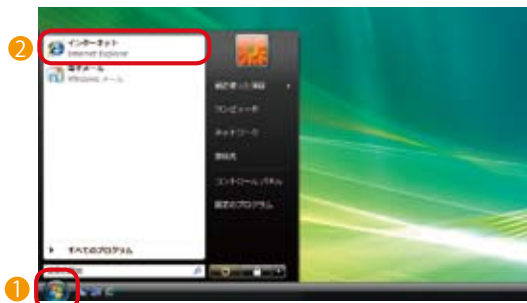 2
インターネット
Internet Explorer
電子メール
Windows メール
最近使った項目
コンピュータ
ネットワーク
接続先
コントロール パネル
既定のプログラム
すべてのプログラム
1